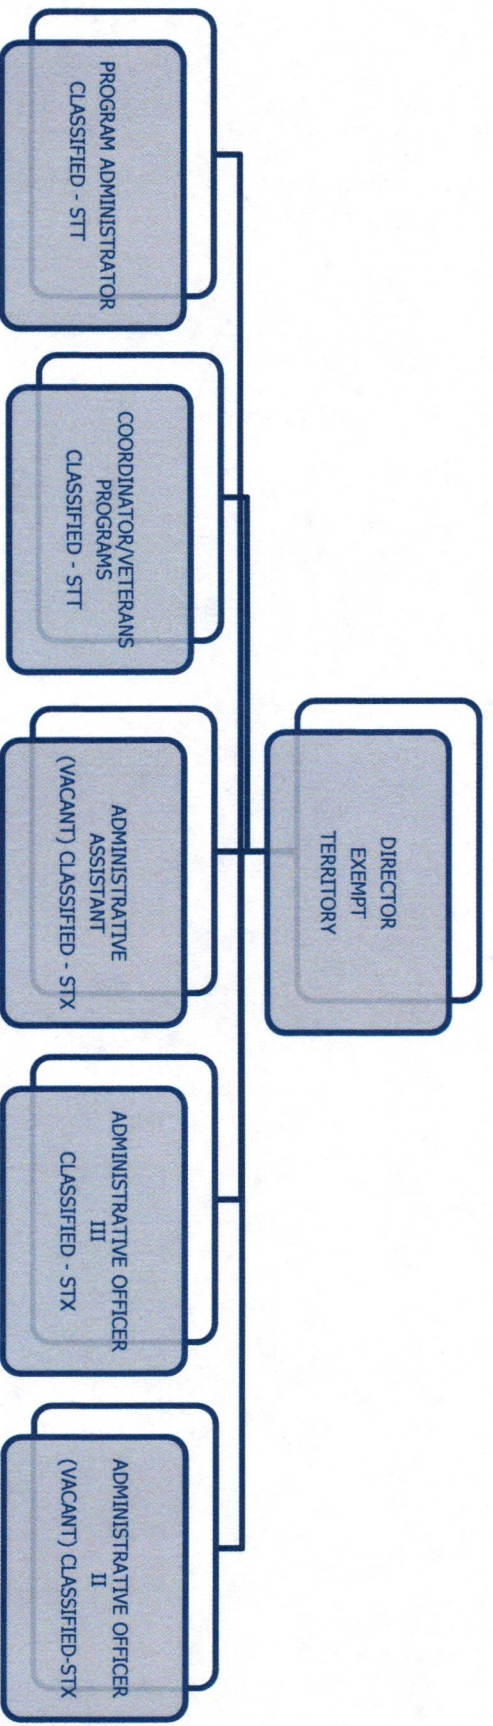 DIRECTOR
EXEMPT
TERRITORY
PROGRAM ADMINISTRATOR
CLASSIFIED - STT
COORDINATOR/VETERANS
PROGRAMS
CLASSIFIED - STT
ADMINISTRATIVE
ASSISTANT
(VACANT) CLASSIFIED - STX
ADMINISTRATIVE OFFICER
III
CLASSIFIED - STX
ADMINISTRATIVE OFFICER
II
(VACANT) CLASSIFIED-STX